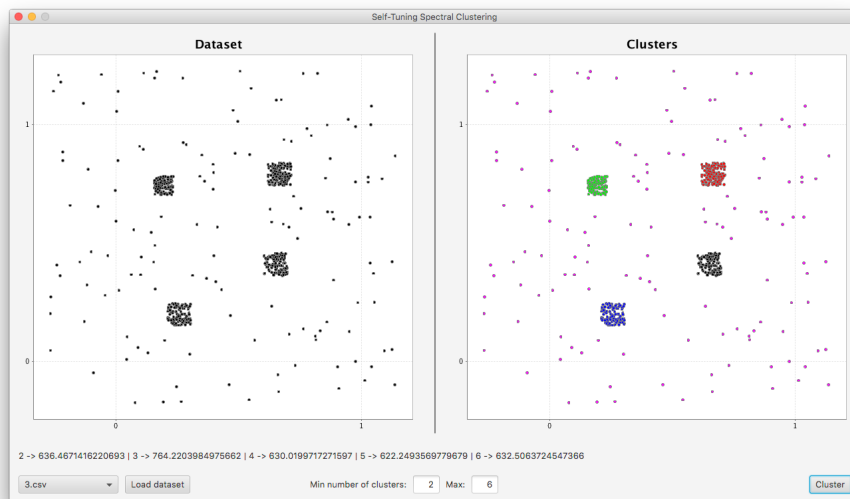 Self-Tuning Spectral Clustering
Dataset
Clusters
1
0
0
1
1
0
0
1
2 -> 636.4671416220693 | 3 -> 764.2203984975662 | 4 -> 630.0199717271597 | 5 -> 622.2493569779679 | 6 -> 632.5063724547366
3.csv
Load dataset
Min number of clusters: 2 Max: 6
Cluster